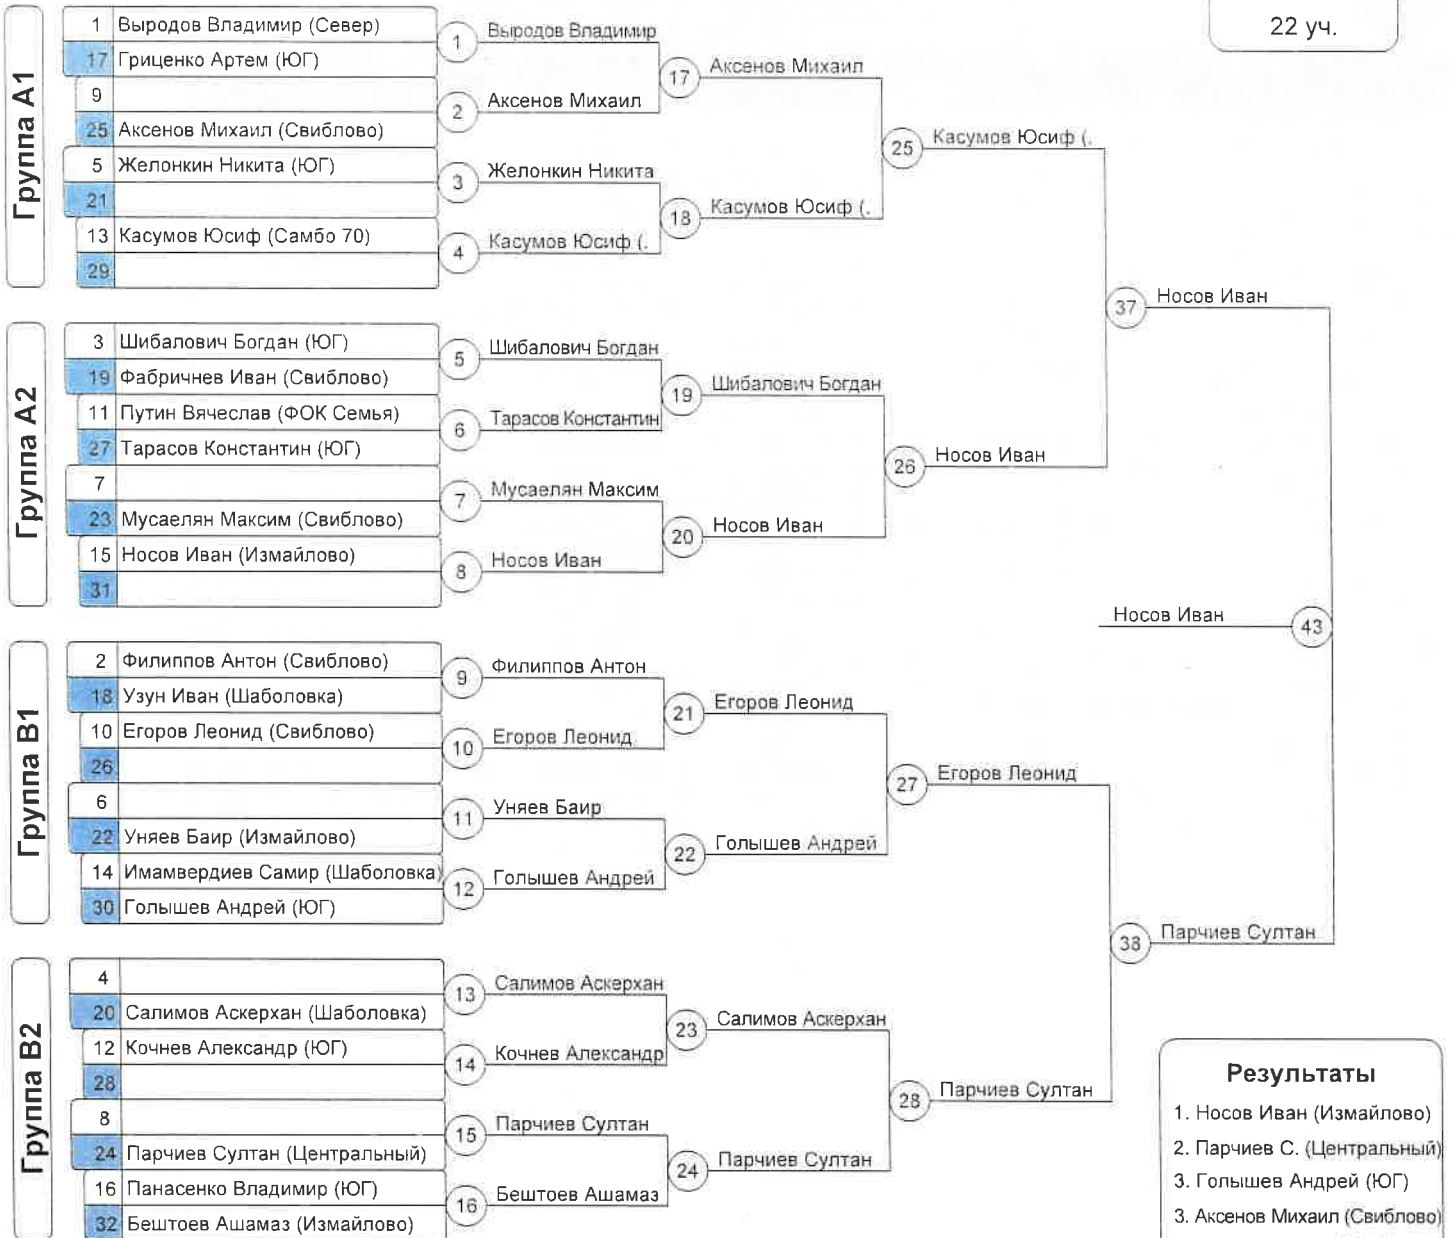 22 уч.
Группа А1
1 Выродов Владимир (Север)
17 Гриценко Артем (ЮГ)
9
25 Аксенов Михаил (Свиблово)
5 Желонкин Никита (ЮГ)
21
13 Касумов Юсиф (Самбо 70)
29
1 Выродов Владимир
2 Аксенов Михаил
3 Желонкин Никита
4 Касумов Юсиф (.
17 Аксенов Михаил
18 Касумов Юсиф (.
25 Касумов Юсиф (.
Группа А2
3 Шибалович Богдан (ЮГ)
19 Фабричнев Иван (Свиблово)
11 Путин Вячеслав (ФОК Семья)
27 Тарасов Константин (ЮГ)
7
23 Мусаелян Максим (Свиблово)
15 Носов Иван (Измайлово)
31
5 Шибалович Богдан
6 Тарасов Константин
7 Мусаелян Максим
8 Носов Иван
19 Шибалович Богдан
20 Носов Иван
26 Носов Иван
37 Носов Иван
Носов Иван 43
Группа В1
2 Филиппов Антон (Свиблово)
18 Узун Иван (Шаболовка)
10 Егоров Леонид (Свиблово)
26
6
22 Уняев Баир (Измайлово)
14 Имамвердиев Самир (Шаболовка)
30 Голышев Андрей (ЮГ)
9 Филиппов Антон
10 Егоров Леонид
11 Уняев Баир
12 Голышев Андрей
21 Егоров Леонид
22 Голышев Андрей
27 Егоров Леонид
Группа В2
4
20 Салимов Аскерхан (Шаболовка)
12 Кочнев Александр (ЮГ)
28
8
24 Парчиев Султан (Центральный)
16 Панасенко Владимир (ЮГ)
32 Бештоев Ашамаз (Измайлово)
13 Салимов Аскерхан
14 Кочнев Александр
15 Парчиев Султан
16 Бештоев Ашамаз
23 Салимов Аскерхан
24 Парчиев Султан
28 Парчиев Султан
38 Парчиев Султан
Результаты
1. Носов Иван (Измайлово)
2. Парчиев С. (Центральный)
3. Голышев Андрей (ЮГ)
3. Аксенов Михаил (Свиблово)